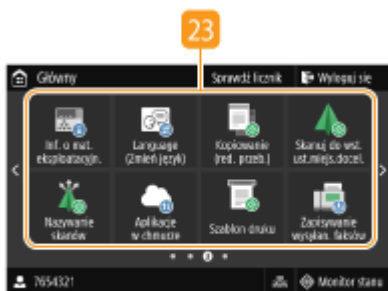 23
Główny Sprawdź licznik Wyloguj się
Inf. o mat.
eksploatacyjn.
Language
(Zmień język)
Kopiowanie
(red. przeb.)
Skanuj do wst.
ust.miejs.docel.
Nazywanie
skanów
Aplikacje
w chmurze
Szablon druku
Zapisywanie
wysyłan. faksów
7654321 Monitor stanu